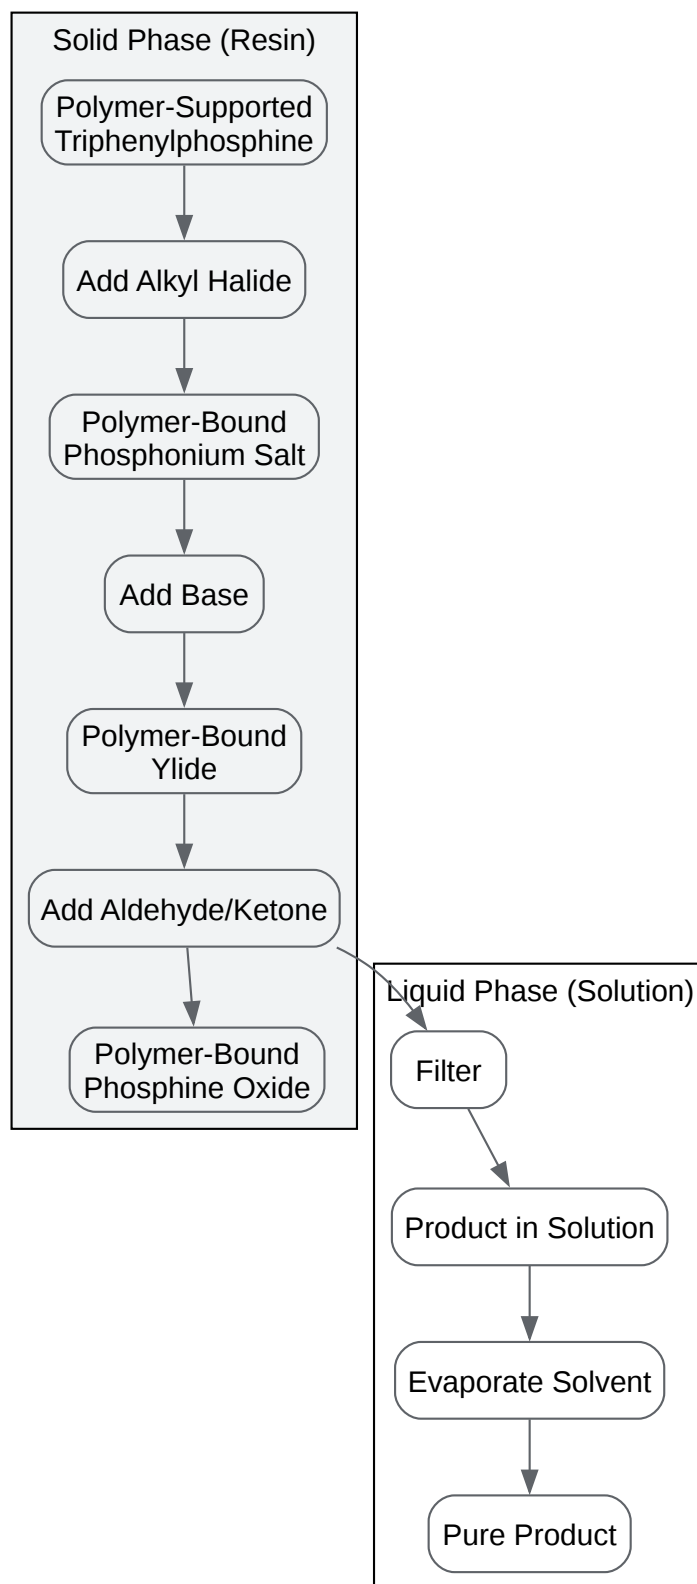 Solid Phase (Resin)
Polymer-Supported
Triphenylphosphine
Add Alkyl Halide
Polymer-Bound
Phosphonium Salt
Add Base
Polymer-Bound
Ylide
Add Aldehyde/Ketone
Polymer-Bound
Phosphine Oxide
Liquid Phase (Solution)
Filter
Product in Solution
Evaporate Solvent
Pure Product